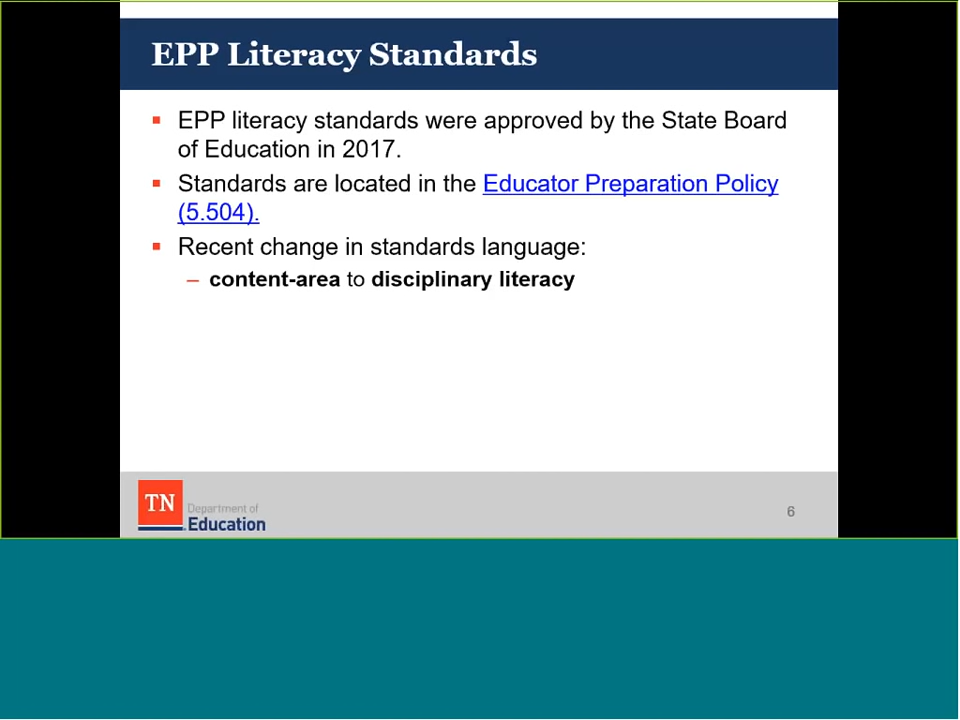 EPP Literacy Standards
EPP literacy standards were approved by the State Board
of Education in 2017.
Standards are located in the Educator Preparation Policy
(5.504).
Recent change in standards language:
– content-area to disciplinary literacy
TN
Department of
Education
6